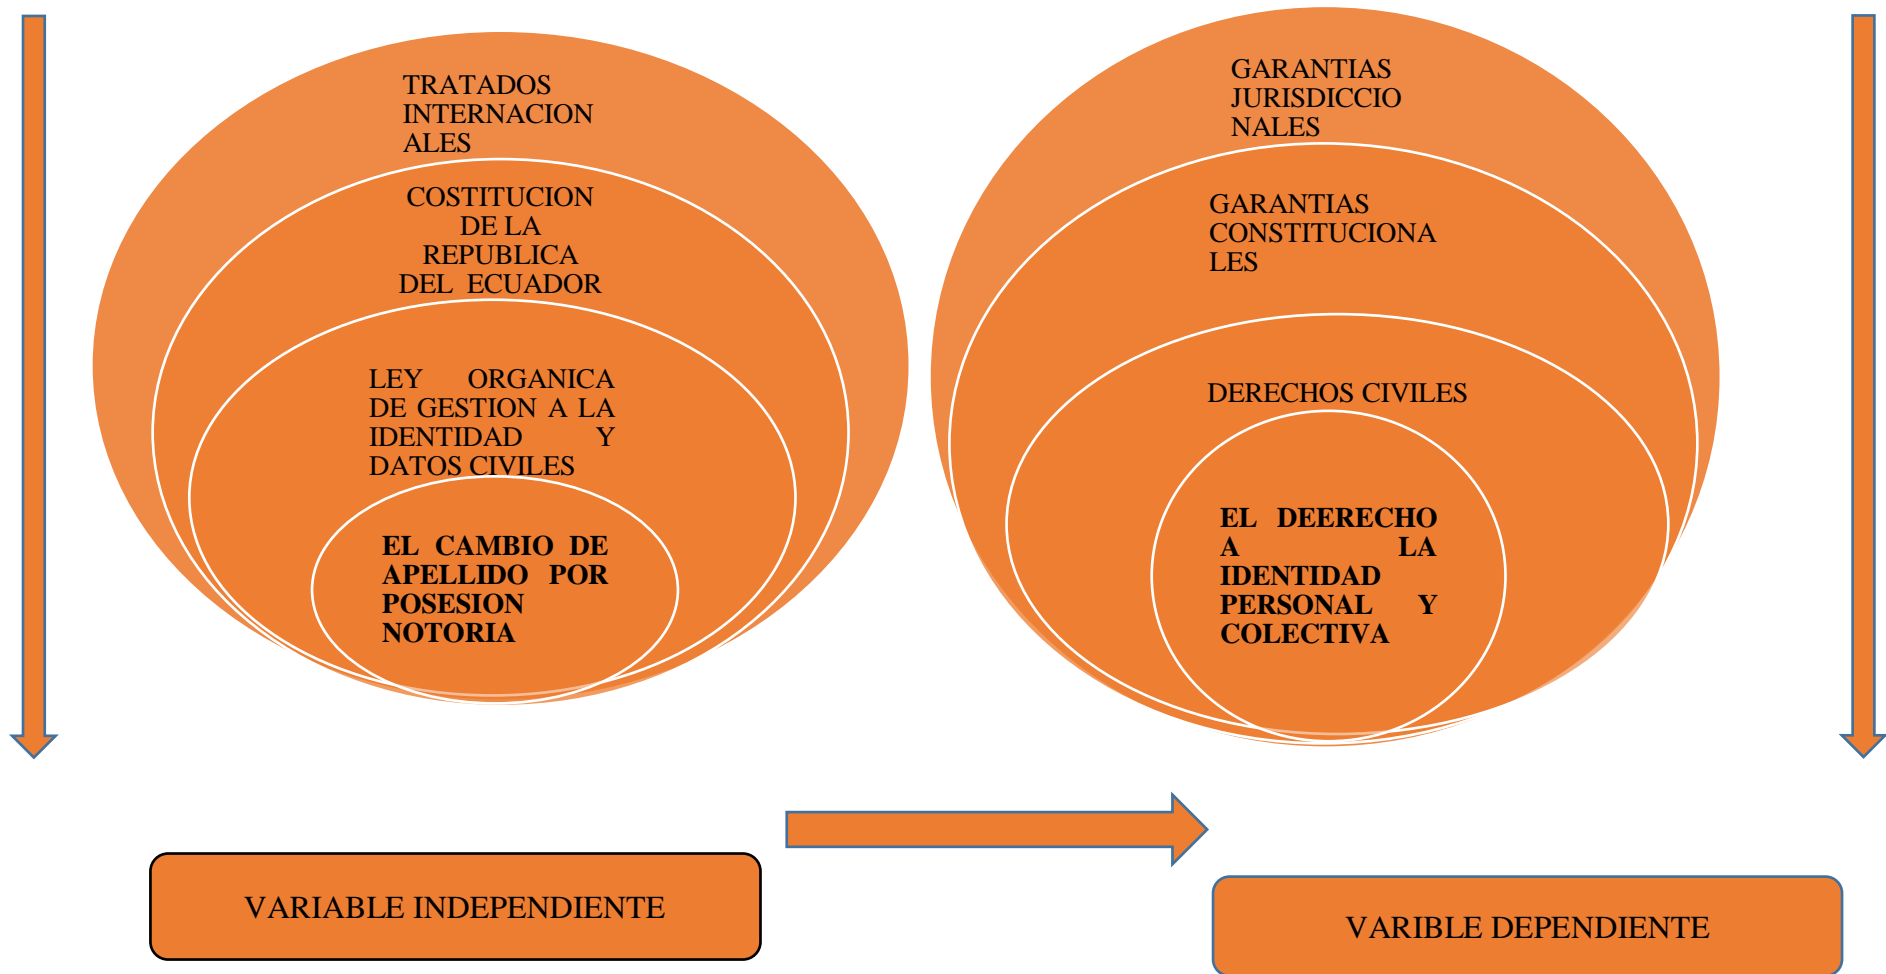 TRATADOS
INTERNACION
ALES
COSTITUCION
DE LA
REPUBLICA
DEL ECUADOR
LEY ORGANICA
DE GESTION A LA
IDENTIDAD Y
DATOS CIVILES
EL CAMBIO DE
APELLIDO POR
POSESION
NOTORIA
GARANTIAS
JURISDICCIO
NALES
GARANTIAS
CONSTITUCIONA
LES
DERECHOS CIVILES
EL DEERECHO
A LA
IDENTIDAD
PERSONAL Y
COLECTIVA
VARIABLE INDEPENDIENTE
VARIBLE DEPENDIENTE